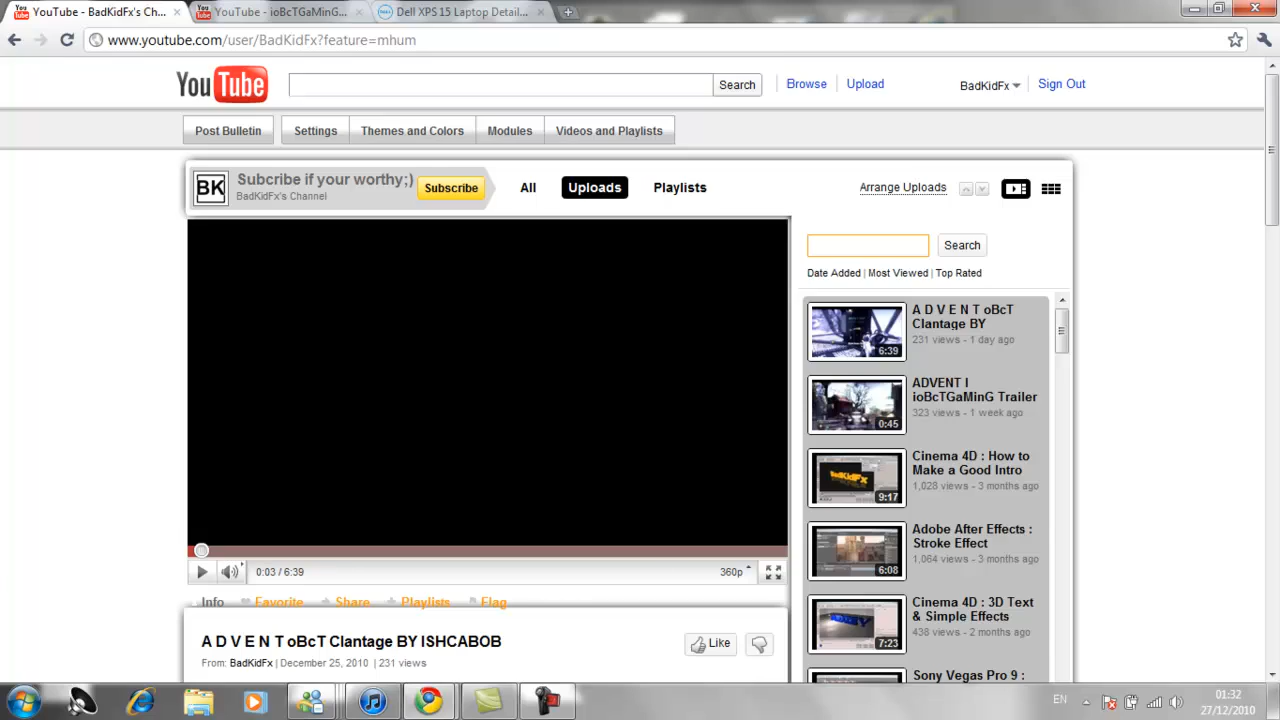 YouTube - BadKidFx's Ch...
YouTube - ioBcTGaMinG...
Dell XPS 15 Laptop Detail...
www.youtube.com/user/BadKidFx?feature=mhum
YouTube
Search
Browse
Upload
BadKidFx
Sign Out
Post Bulletin
Settings
Themes and Colors
Modules
Videos and Playlists
BK
Subcribe if your worthy;)
BadKidFx's Channel
Subscribe
All
Uploads
Playlists
Arrange Uploads
Search
Date Added | Most Viewed | Top Rated
A D V E N T oBcT
Clantage BY
231 views - 1 day ago
6:39
ADVENT I
ioBcTGaMinG Trailer
323 views - 1 week ago
0:45
Cinema 4D : How to
Make a Good Intro
1,028 views - 3 months ago
BadKidFx
9:17
Adobe After Effects :
Stroke Effect
1,064 views - 3 months ago
6:08
Cinema 4D : 3D Text
& Simple Effects
438 views - 2 months ago
7:23
Sony Vegas Pro 9 :
0:03 / 6:39
360p
Info
Favorite
Share
Playlists
Flag
A D V E N T oBcT Clantage BY ISHCABOB
From: BadKidFx | December 25, 2010 | 231 views
Like
EN
01:32
27/12/2010